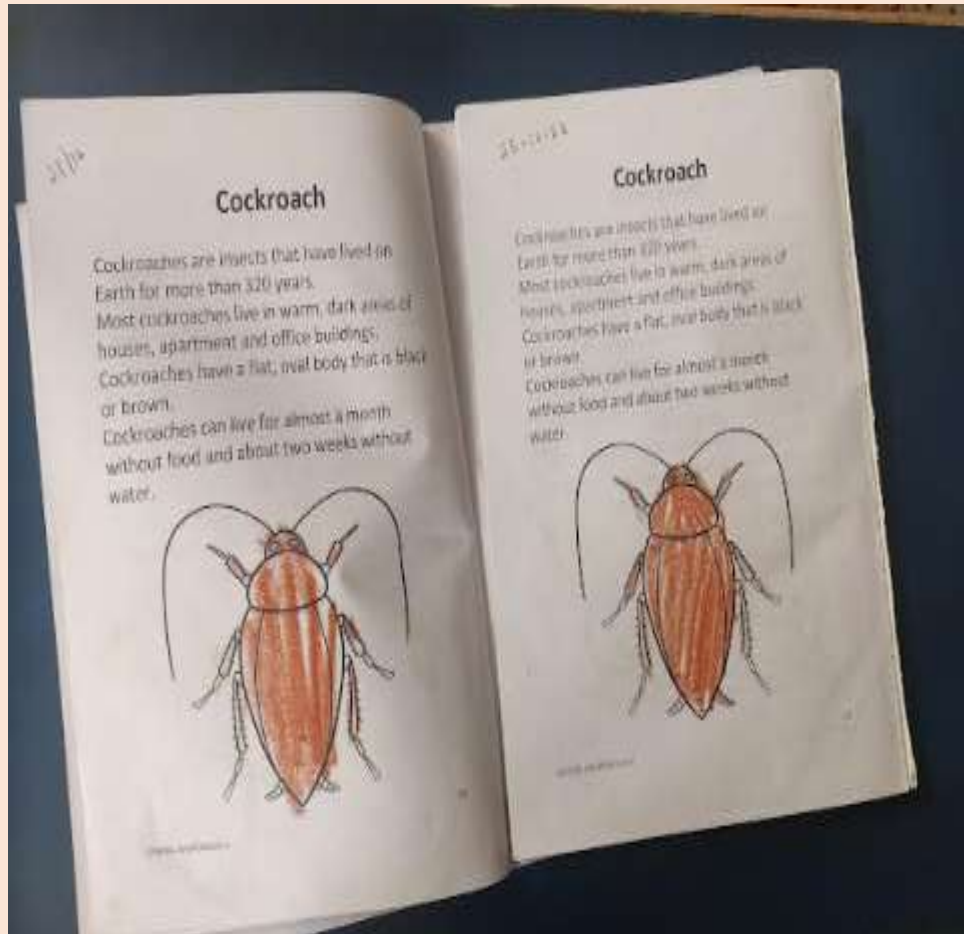 Cockroach
Cockroaches are insects that have lived on
Earth for more than 320 years.
Most cockroaches live in warm, dark areas of
houses, apartment and office buildings.
Cockroaches have a flat, oval body that is black
or brown.
Cockroaches can live for almost a month
without food and about two weeks without
water.
Cockroach
Cockroaches are insects that have lived on
Earth for more than 320 years.
Most cockroaches live in warm, dark areas of
houses, apartment and office buildings.
Cockroaches have a flat, oval body that is black
or brown.
Cockroaches can live for almost a month
without food and about two weeks without
water.